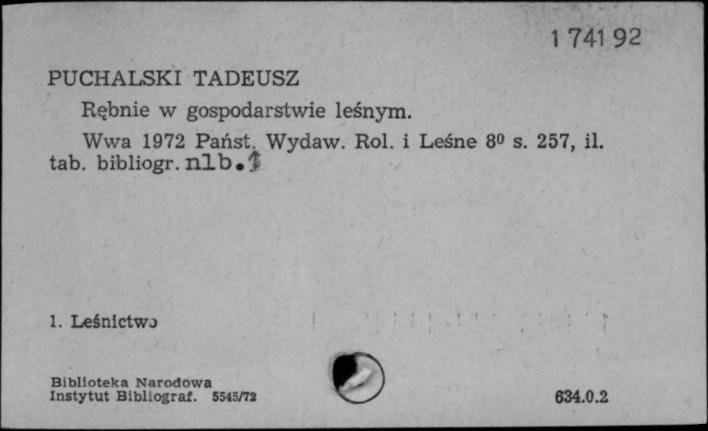 1 741 92
PUCHALSKI TADEUSZ
Rębnie w gospodarstwie leśnym.
Wwa 1972 Państ. Wydaw. Rol. i Leśne 8⁰ s. 257, il.
tab. bibliogr. nlb.
1. Leśnictwo
Biblioteka Narodowa
Instytut Bibliograf. 5545/72
634.0.2